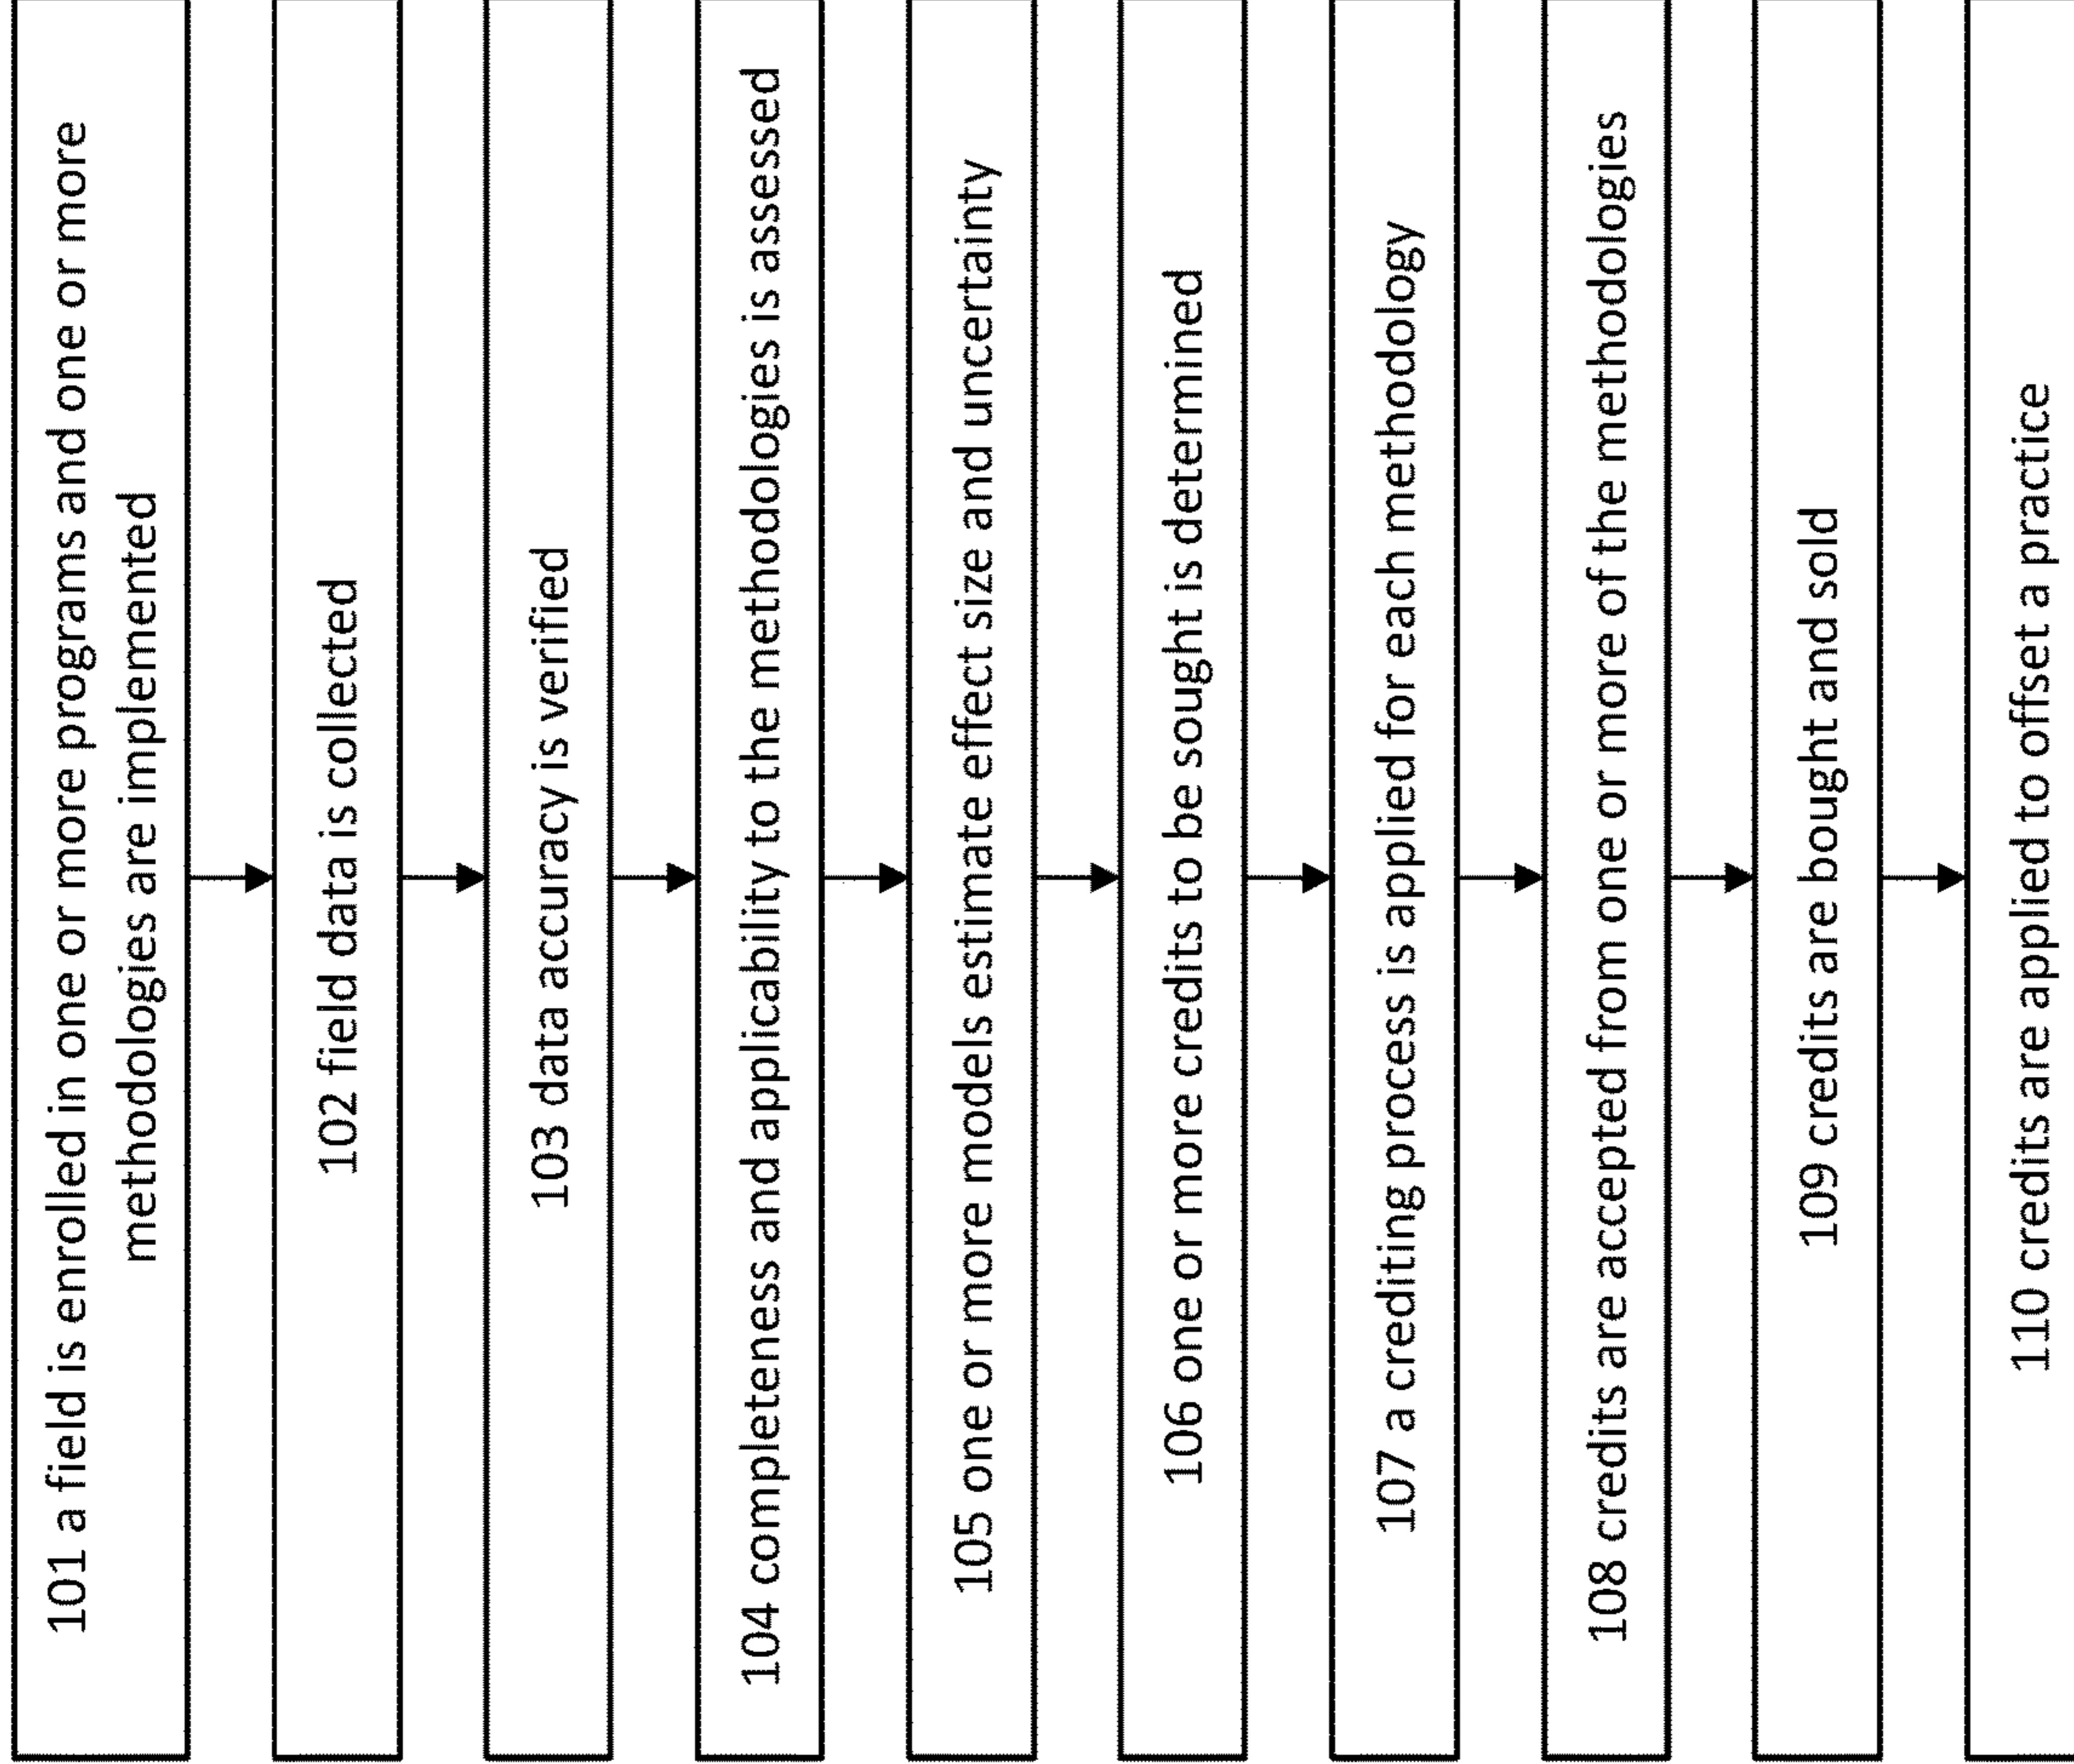 101 a field is enrolled in one or more programs and one or more
methodologies are implemented
102 field data is collected
103 data accuracy is verified
104 completeness and applicability to the methodologies is assessed
105 one or more models estimate effect size and uncertainty
106 one or more credits to be sought is determined
107 a crediting process is applied for each methodology
108 credits are accepted from one or more of the methodologies
109 credits are bought and sold
110 credits are applied to offset a practice